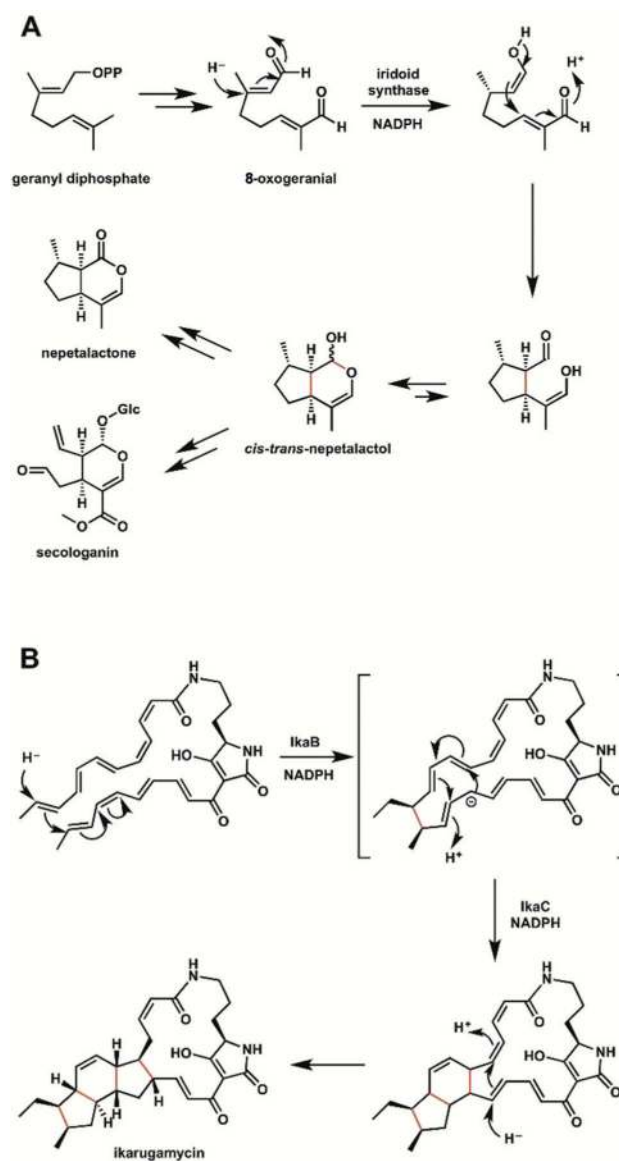 A
OPP
H⁻
O
H
O
H
iridoid
synthase
NADPH
H
O
H⁺
O
H
geranyl diphosphate
8-oxogeranial
H
O
O
H
nepetalactone
OH
H
O
H
cis-trans-nepetalactol
H
O
OH
H
Glc
O
H
O
O
H
O
O
secologanin
B
H
N
O
HO
NH
O
O
H⁻
IkaB
NADPH
H
N
O
HO
NH
O
O
⊖
H⁺
IkaC
NADPH
H
N
O
HO
NH
O
O
H
H
H
H
H
H
ikarugamycin
H
N
O
H⁺
HO
NH
O
O
H⁻